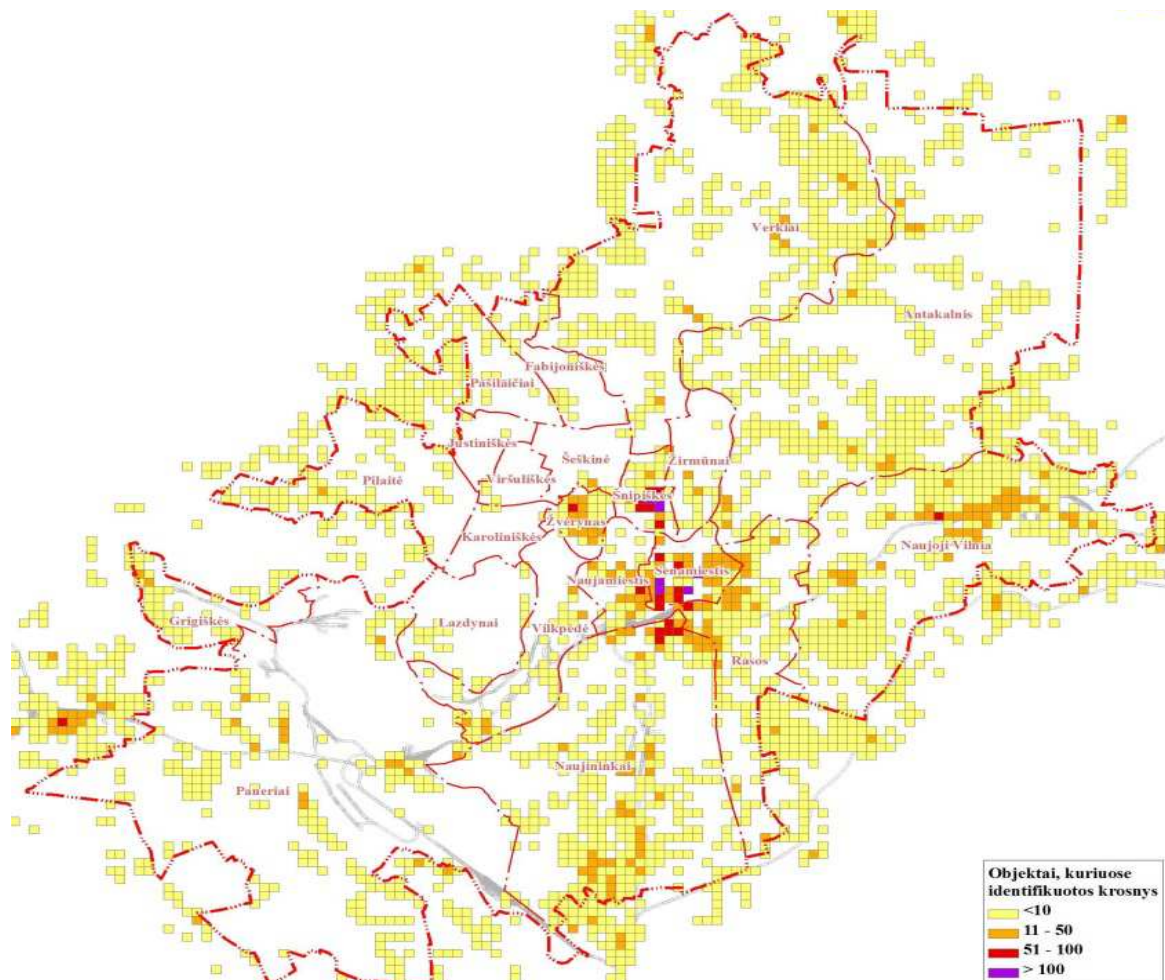 Verkiai
Antakalnis
Fabijoniškės
Pašilaičiai
Justiniškės
Šeškinė
Žirmūnai
Viršuliškės
Pilaitė
Šnipiškės
Žvėrynas
Karoliniškės
Naujoji Vilnia
Senamiestis
Naujamiestis
Grigiškės
Lazdynai
Vilkpėdė
Rasos
Naujininkai
Paneriai
Objektai, kuriuose
identifikuotos krosnys
<10
11 - 50
51 - 100
> 100